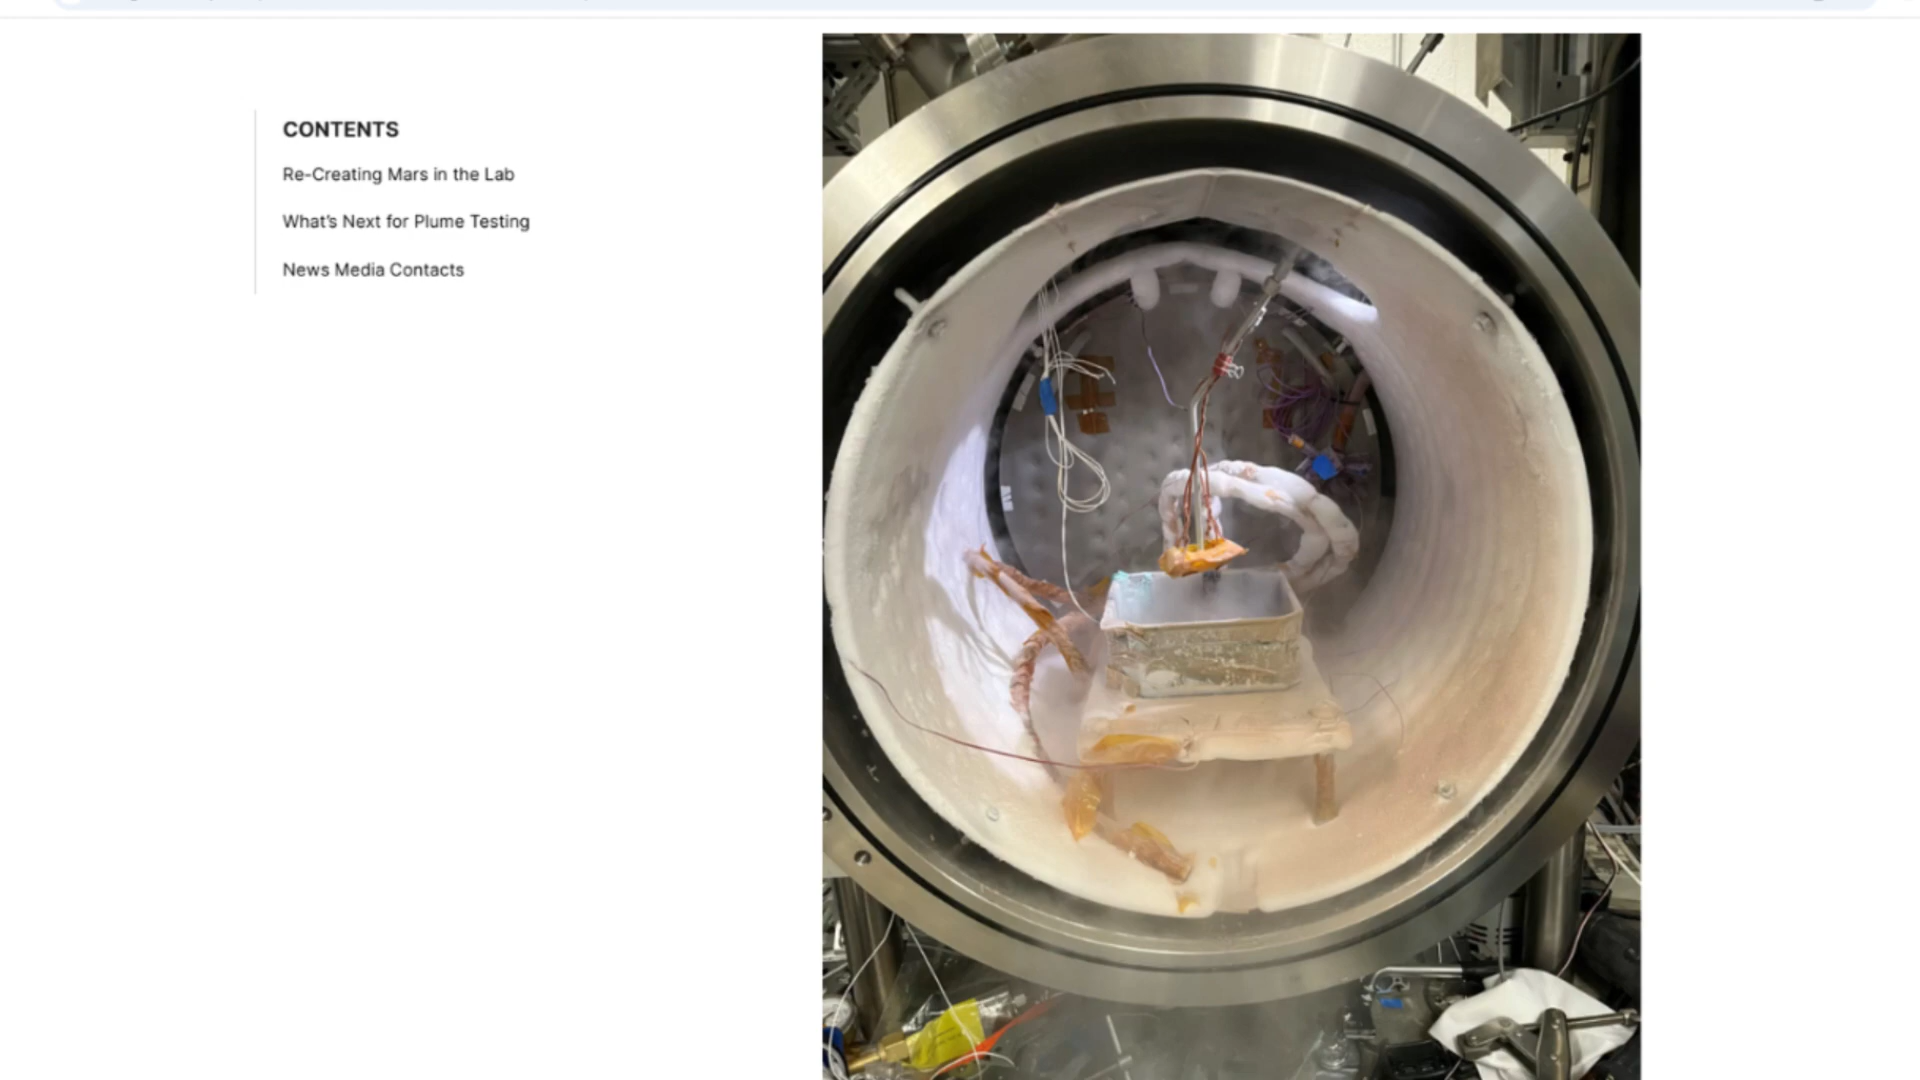 CONTENTS
Re-Creating Mars in the Lab
What's Next for Plume Testing
News Media Contacts